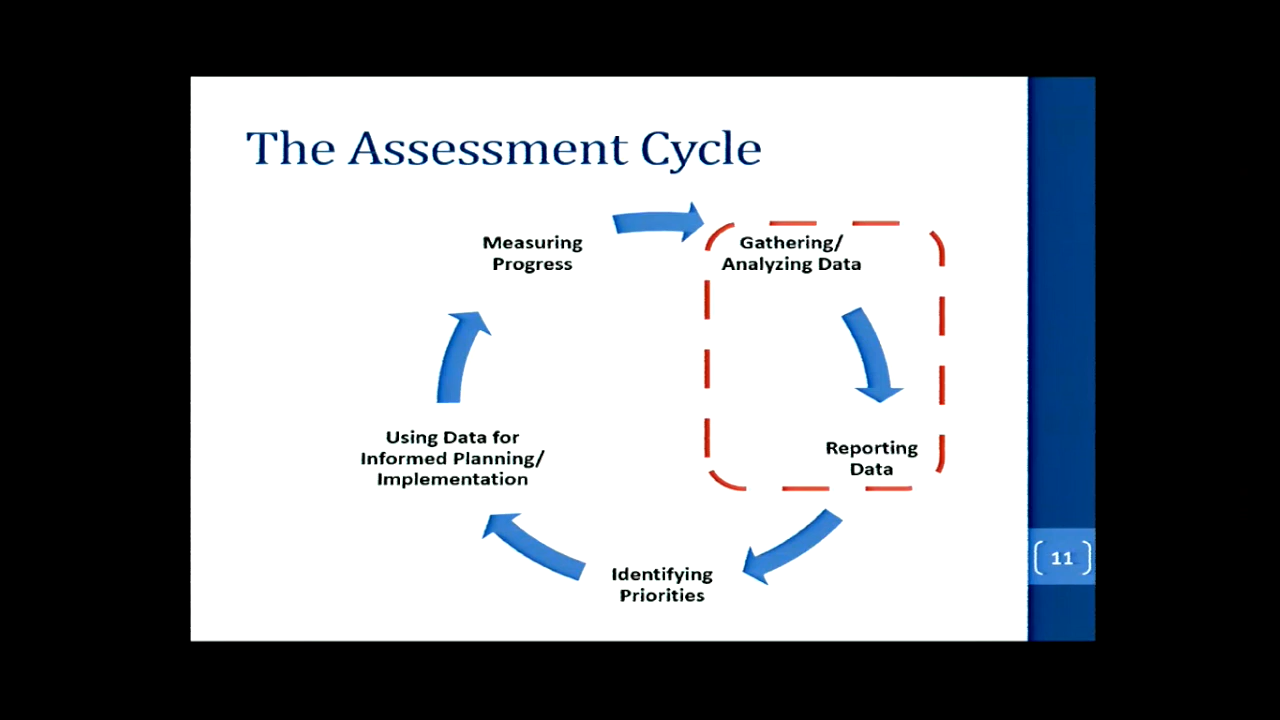 The Assessment Cycle
Measuring
Progress
Gathering/
Analyzing Data
Using Data for
Informed Planning/
Implementation
Reporting
Data
Identifying
Priorities
11